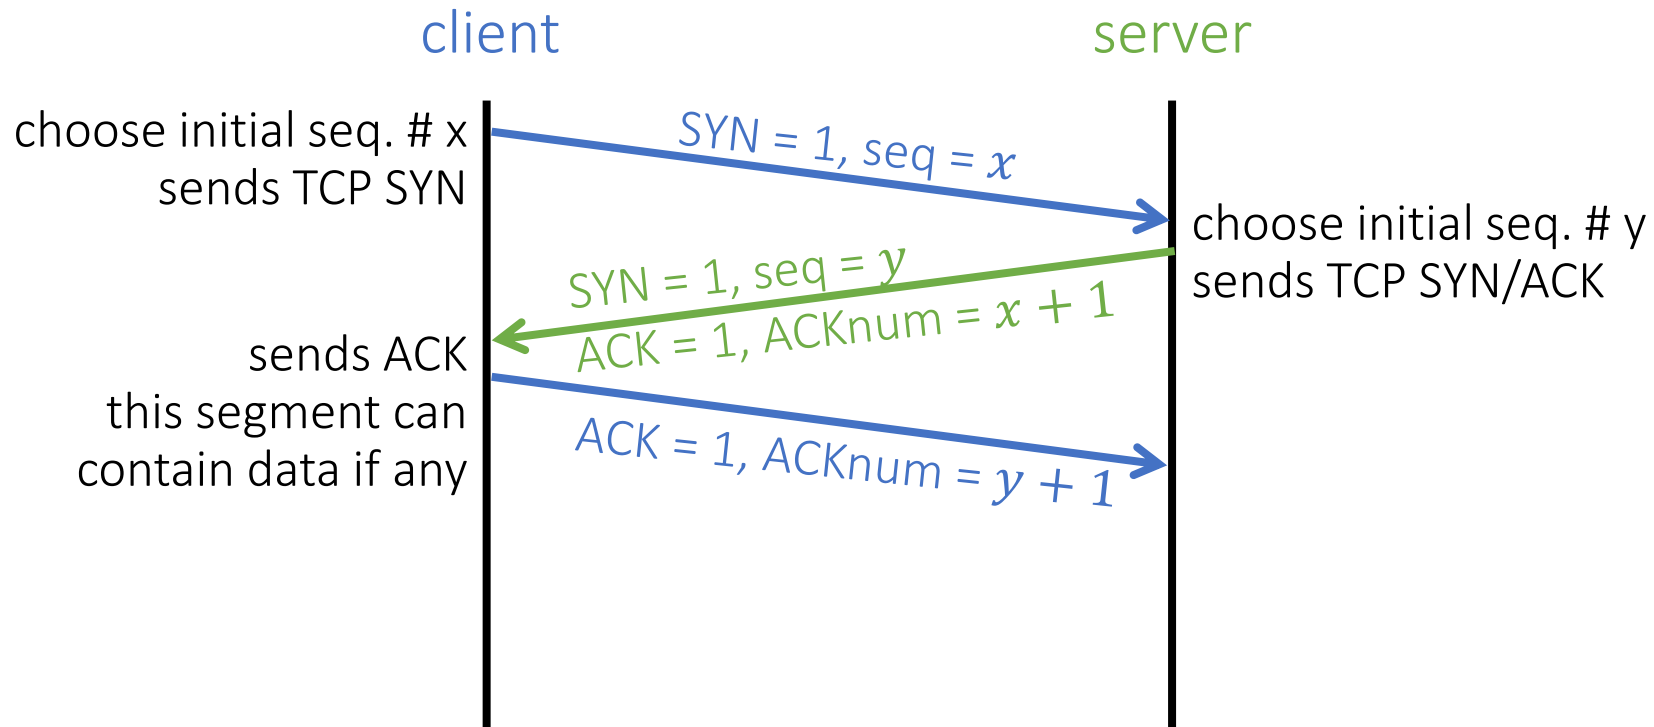 client
server
choose initial seq. # x
sends TCP SYN
SYN = 1, seq = x
choose initial seq. # y
sends TCP SYN/ACK
SYN = 1, seq = y
ACK = 1, ACKnum = x + 1
sends ACK
this segment can
contain data if any
ACK = 1, ACKnum = y + 1